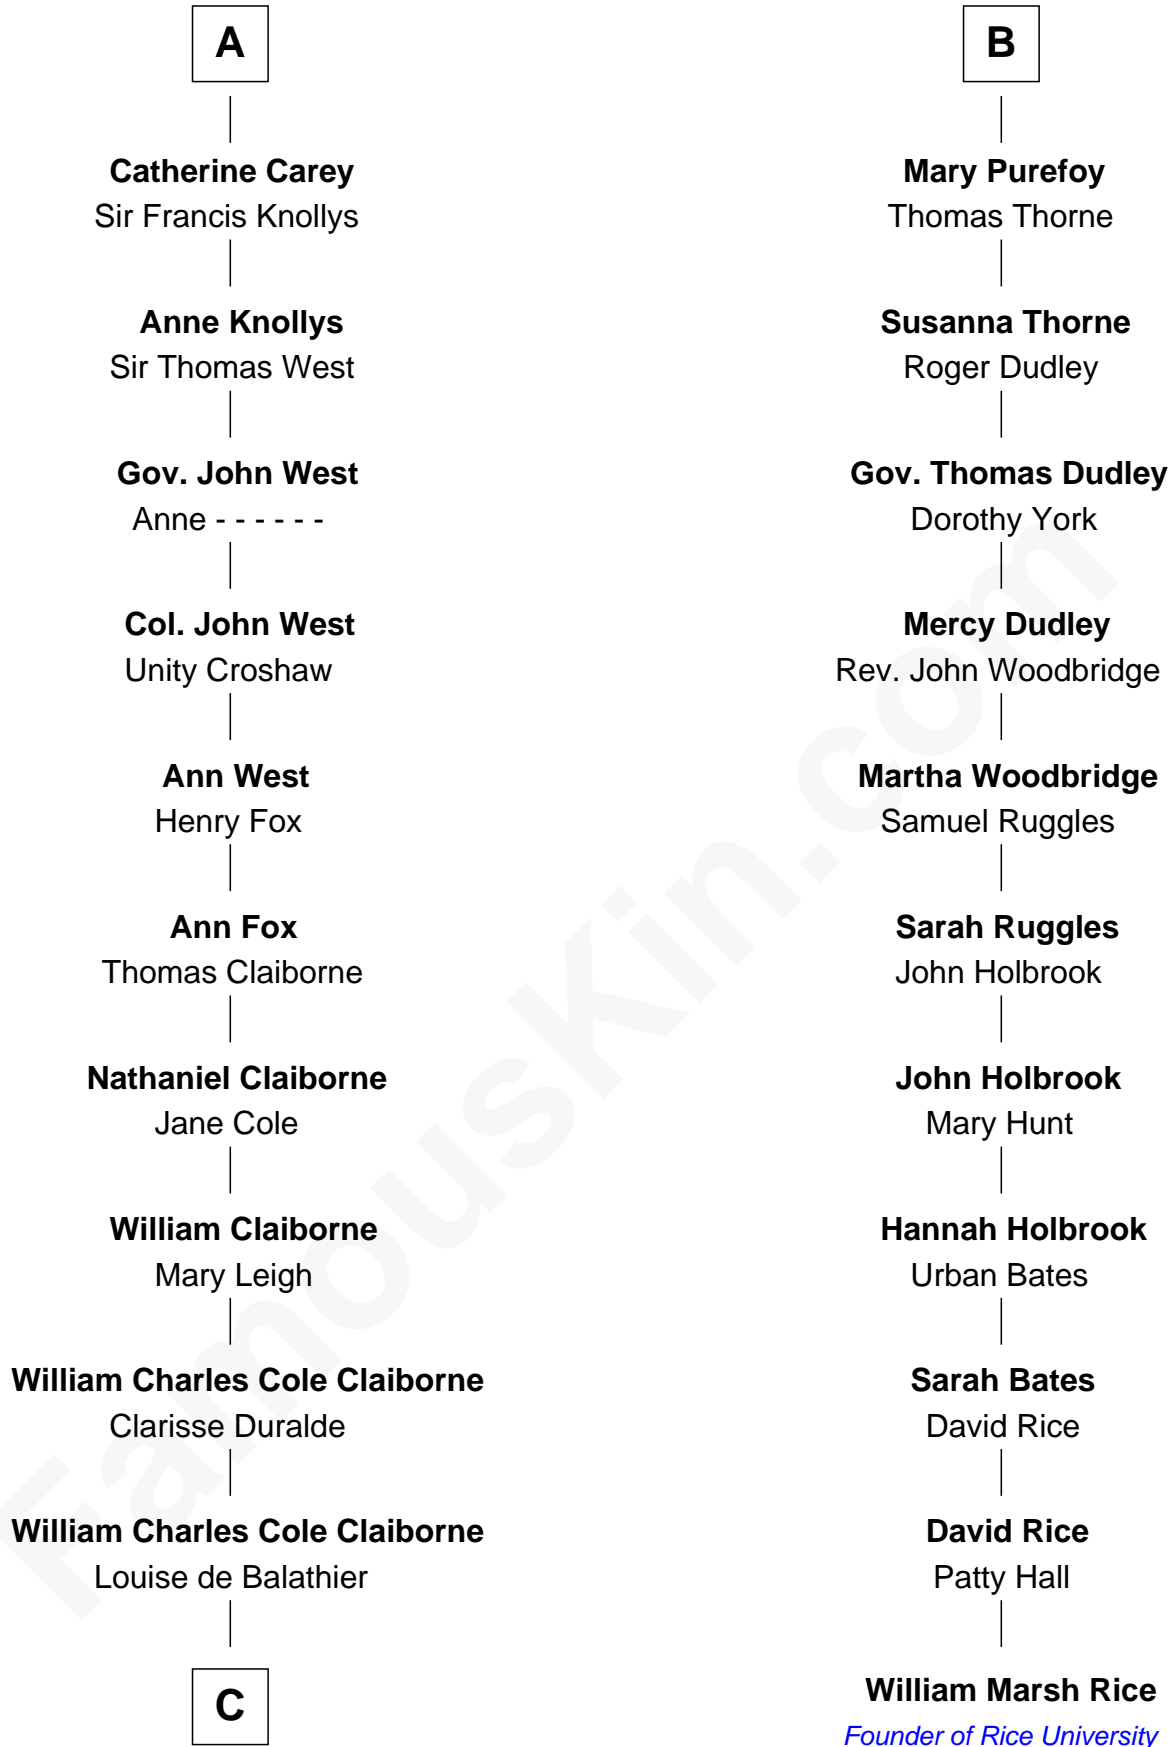 A
Catherine Carey
Sir Francis Knollys
Anne Knollys
Sir Thomas West
Gov. John West
Anne - - - - - -
Col. John West
Unity Croshaw
Ann West
Henry Fox
Ann Fox
Thomas Claiborne
Nathaniel Claiborne
Jane Cole
William Claiborne
Mary Leigh
William Charles Cole Claiborne
Clarisse Duralde
William Charles Cole Claiborne
Louise de Balathier
C
B
Mary Purefoy
Thomas Thorne
Susanna Thorne
Roger Dudley
Gov. Thomas Dudley
Dorothy York
Mercy Dudley
Rev. John Woodbridge
Martha Woodbridge
Samuel Ruggles
Sarah Ruggles
John Holbrook
John Holbrook
Mary Hunt
Hannah Holbrook
Urban Bates
Sarah Bates
David Rice
David Rice
Patty Hall
William Marsh Rice
Founder of Rice University
FamousKin.com